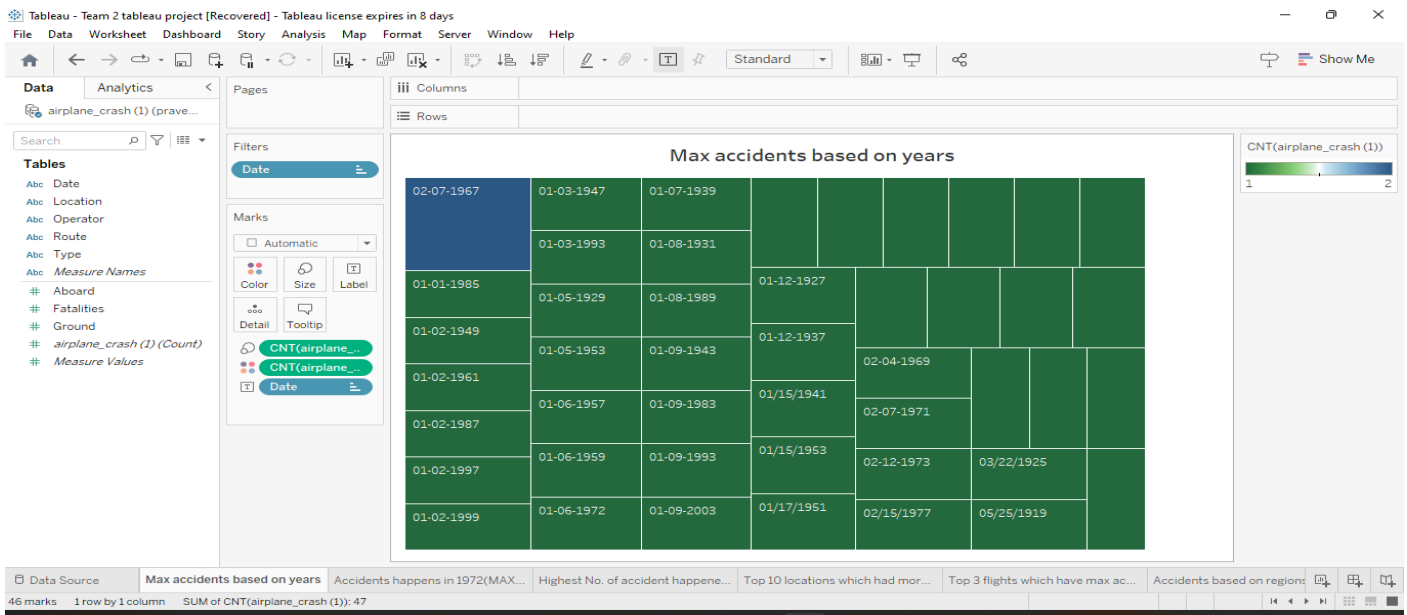 Tableau - Team 2 tableau project [Recovered] - Tableau license expires in 8 days
File Data Worksheet Dashboard Story Analysis Map Format Server Window Help
Standard
Show Me
Data Analytics
airplane_crash (1) (prave...
Search
Tables
Abc Date
Abc Location
Abc Operator
Abc Route
Abc Type
Abc Measure Names
# Aboard
# Fatalities
# Ground
# airplane_crash (1) (Count)
# Measure Values
Pages
Filters
Date
Marks
Automatic
Color Size Label
Detail Tooltip
CNT(airplane_..
CNT(airplane_..
Date
Columns
Rows
Max accidents based on years
02-07-1967
01-01-1985
01-02-1949
01-02-1961
01-02-1987
01-02-1997
01-02-1999
01-03-1947
01-03-1993
01-05-1929
01-05-1953
01-06-1957
01-06-1959
01-06-1972
01-07-1939
01-08-1931
01-08-1989
01-09-1943
01-09-1983
01-09-1993
01-09-2003
01-12-1927
01-12-1937
01/15/1941
01/15/1953
01/17/1951
02-04-1969
02-07-1971
02-12-1973
02/15/1977
03/22/1925
05/25/1919
CNT(airplane_crash (1))
1 2
Data Source Max accidents based on years Accidents happens in 1972(MAX... Highest No. of accident happene... Top 10 locations which had mor... Top 3 flights which have max ac... Accidents based on regions
46 marks 1 row by 1 column SUM of CNT(airplane_crash (1)): 47